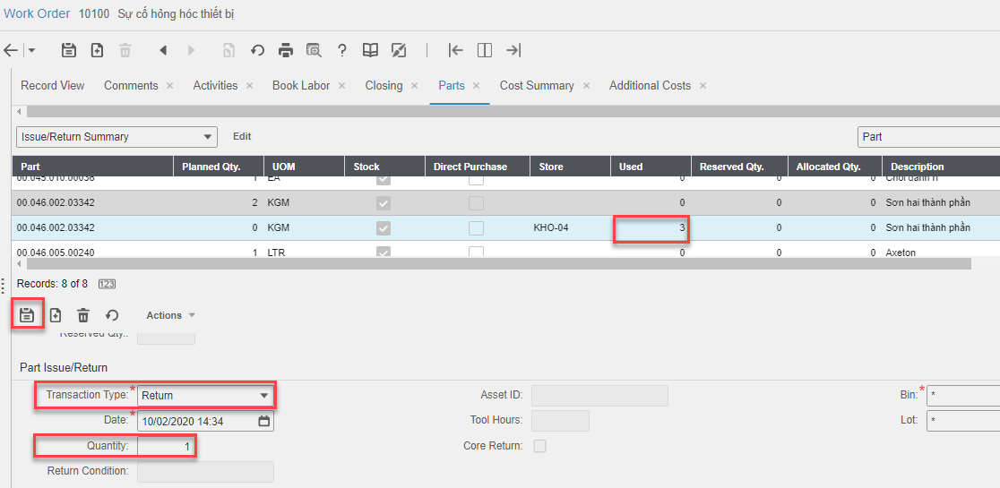 Work Order 10100 Sự cố hỏng hóc thiết bị
Record View Comments × Activities × Book Labor × Closing × Parts × Cost Summary × Additional Costs ×
Issue/Return Summary Edit Part
Part Planned Qty. UOM Stock Direct Purchase Store Used Reserved Qty. Allocated Qty. Description
00.045.010.00036 1 EA 0 0 0
00.046.002.03342 2 KGM 0 0 0 Sơn hai thành phần
00.046.002.03342 0 KGM KHO-04 3 0 0 Sơn hai thành phần
00.046.005.00240 1 LTR 0 0 0 Axeton
Records: 8 of 8 123
Actions
Reserved Qty.:
Part Issue/Return
Transaction Type:* Return Asset ID: Bin:* *
Date:* 10/02/2020 14:34 Tool Hours: Lot: *
Quantity: 1 Core Return:
Return Condition: